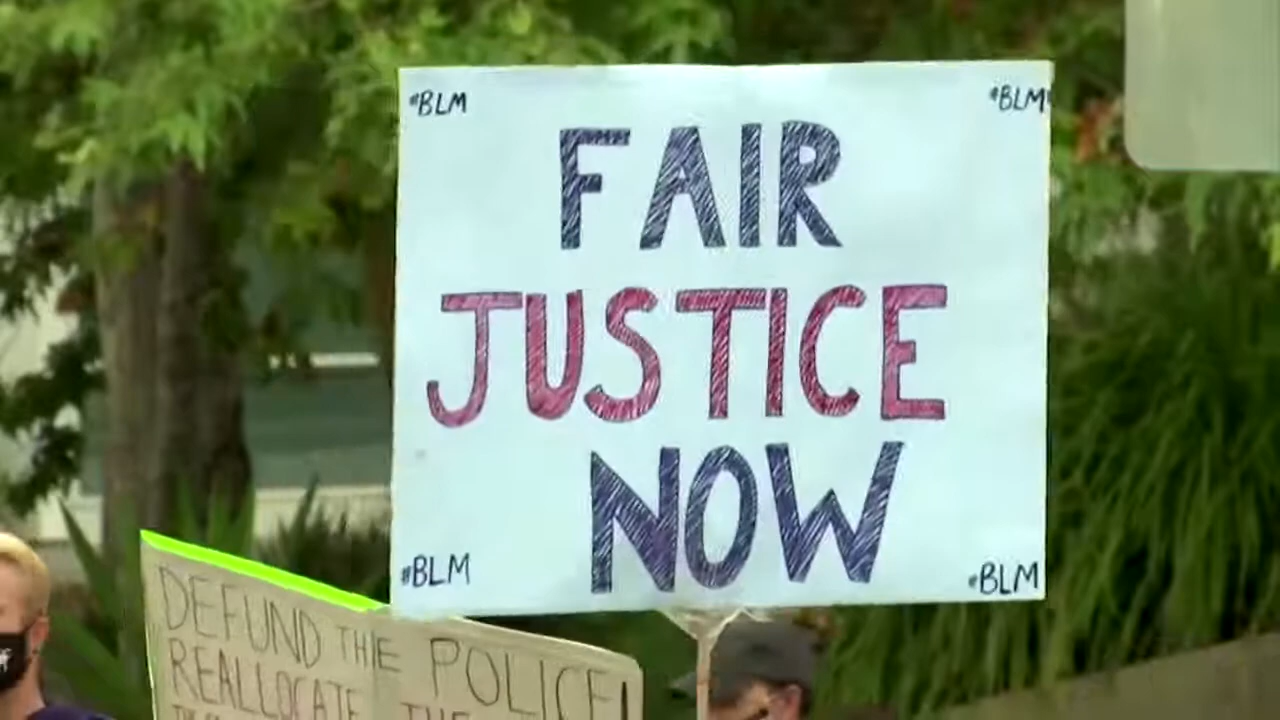 #BLM #BLM
FAIR
JUSTICE
NOW
#BLM #BLM
DEFUND THE POLICE!
REALLOCATE THE